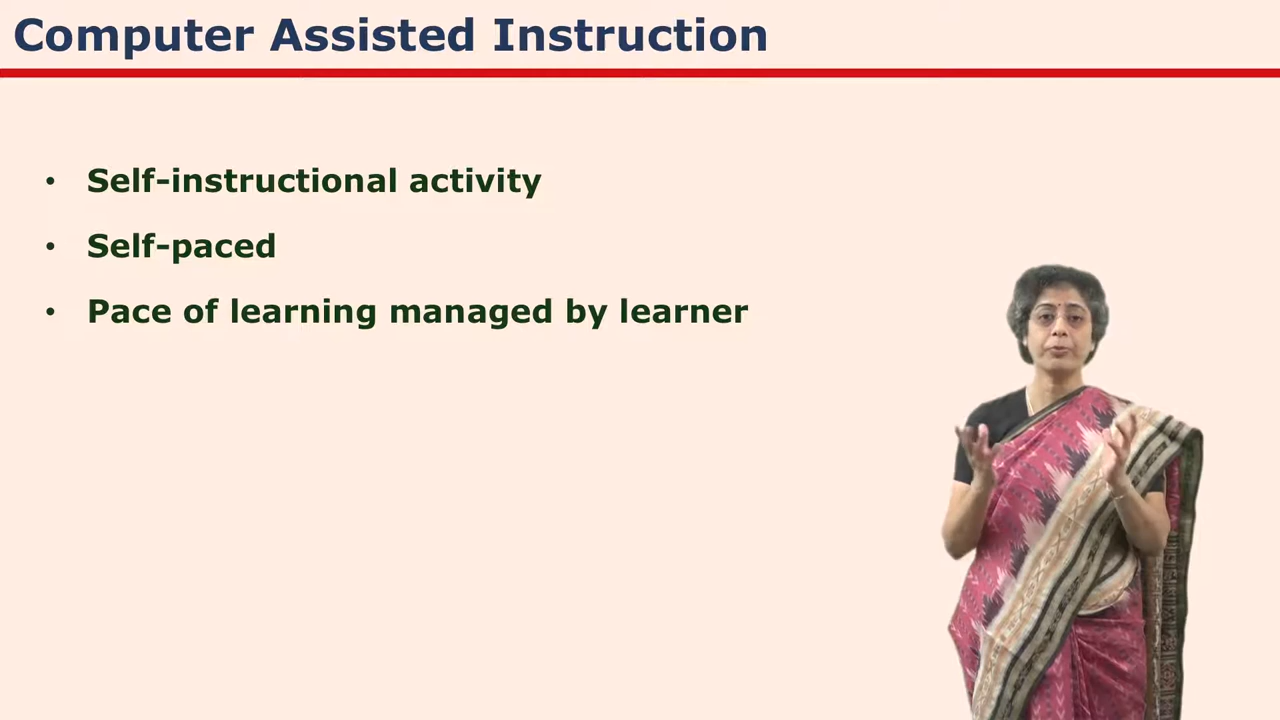 Computer Assisted Instruction
• Self-instructional activity
• Self-paced
• Pace of learning managed by learner